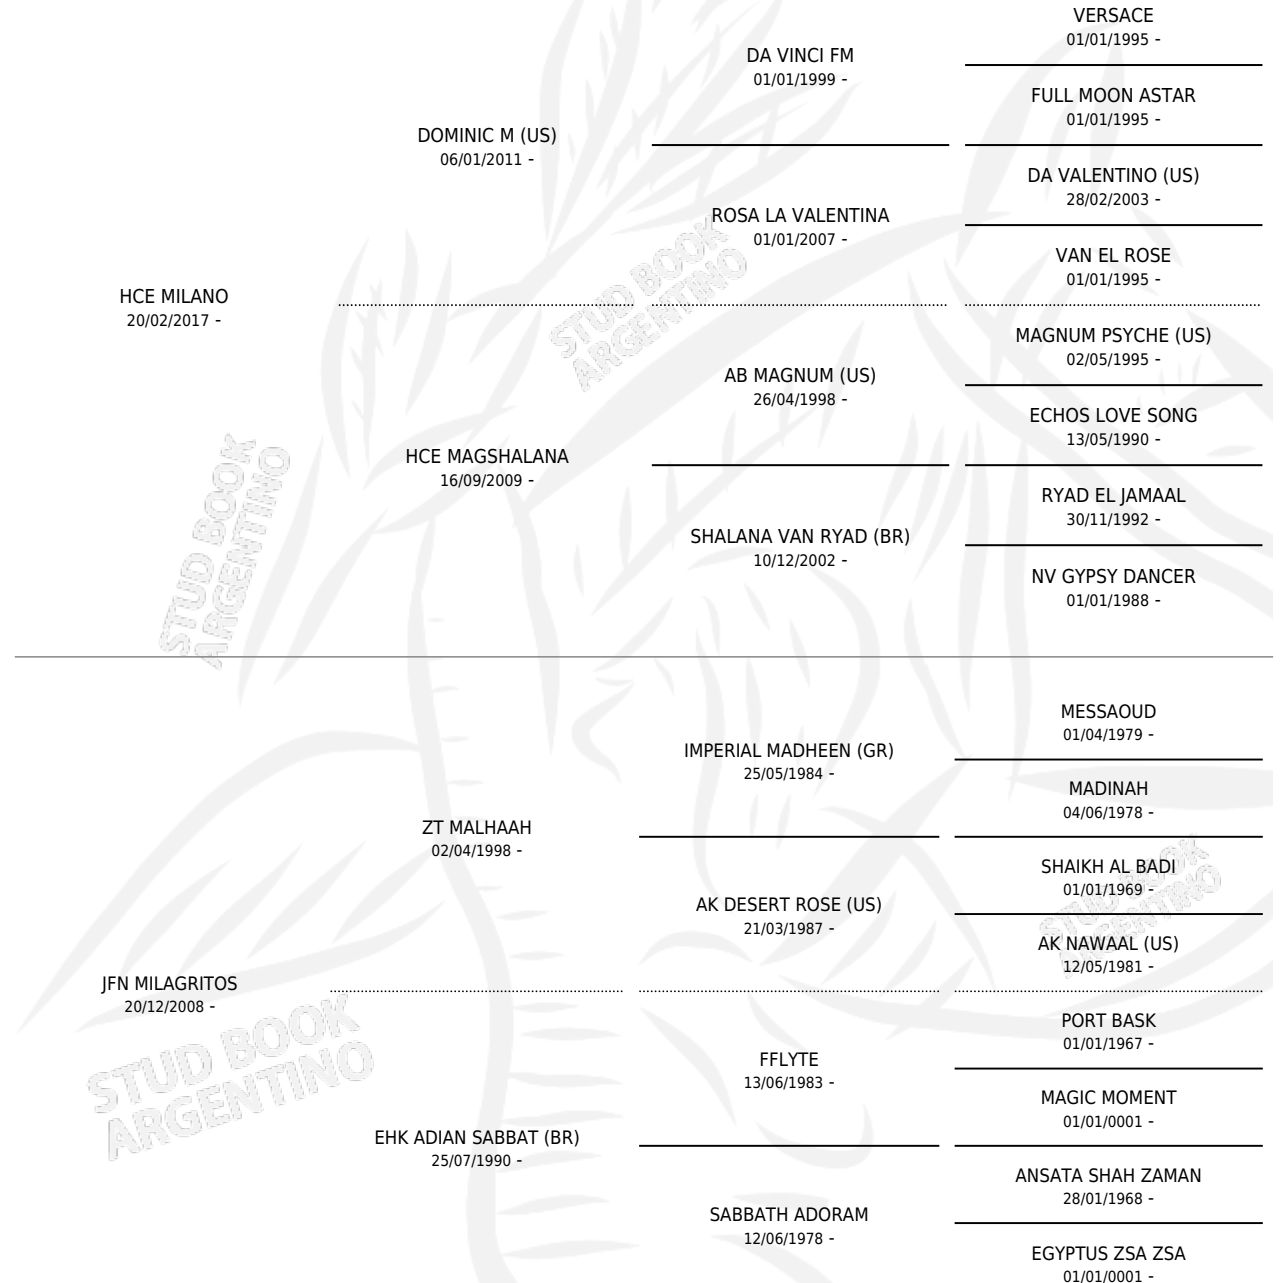 VERSACE
01/01/1995 -
DA VINCI FM
01/01/1999 -
FULL MOON ASTAR
01/01/1995 -
DOMINIC M (US)
06/01/2011 -
DA VALENTINO (US)
28/02/2003 -
ROSA LA VALENTINA
01/01/2007 -
VAN EL ROSE
01/01/1995 -
HCE MILANO
20/02/2017 -
STUD BOOK
ARGENTINO
MAGNUM PSYCHE (US)
02/05/1995 -
AB MAGNUM (US)
26/04/1998 -
ECHOS LOVE SONG
13/05/1990 -
HCE MAGSHALANA
16/09/2009 -
RYAD EL JAMAAL
30/11/1992 -
SHALANA VAN RYAD (BR)
10/12/2002 -
NV GYPSY DANCER
01/01/1988 -
STUD BOOK
ARGENTINO
MESSAOUD
01/04/1979 -
IMPERIAL MADHEEN (GR)
25/05/1984 -
MADINAH
04/06/1978 -
ZT MALHAAH
02/04/1998 -
SHAIKH AL BADI
01/01/1969 -
AK DESERT ROSE (US)
21/03/1987 -
STUD BOOK
ARGENTINO
AK NAWAAL (US)
12/05/1981 -
JFN MILAGRITOS
20/12/2008 -
STUD BOOK
ARGENTINO
PORT BASK
01/01/1967 -
FFLYTE
13/06/1983 -
MAGIC MOMENT
01/01/0001 -
EHK ADIAN SABBAT (BR)
25/07/1990 -
ANSATA SHAH ZAMAN
28/01/1968 -
SABBATH ADORAM
12/06/1978 -
EGYPTUS ZSA ZSA
01/01/0001 -